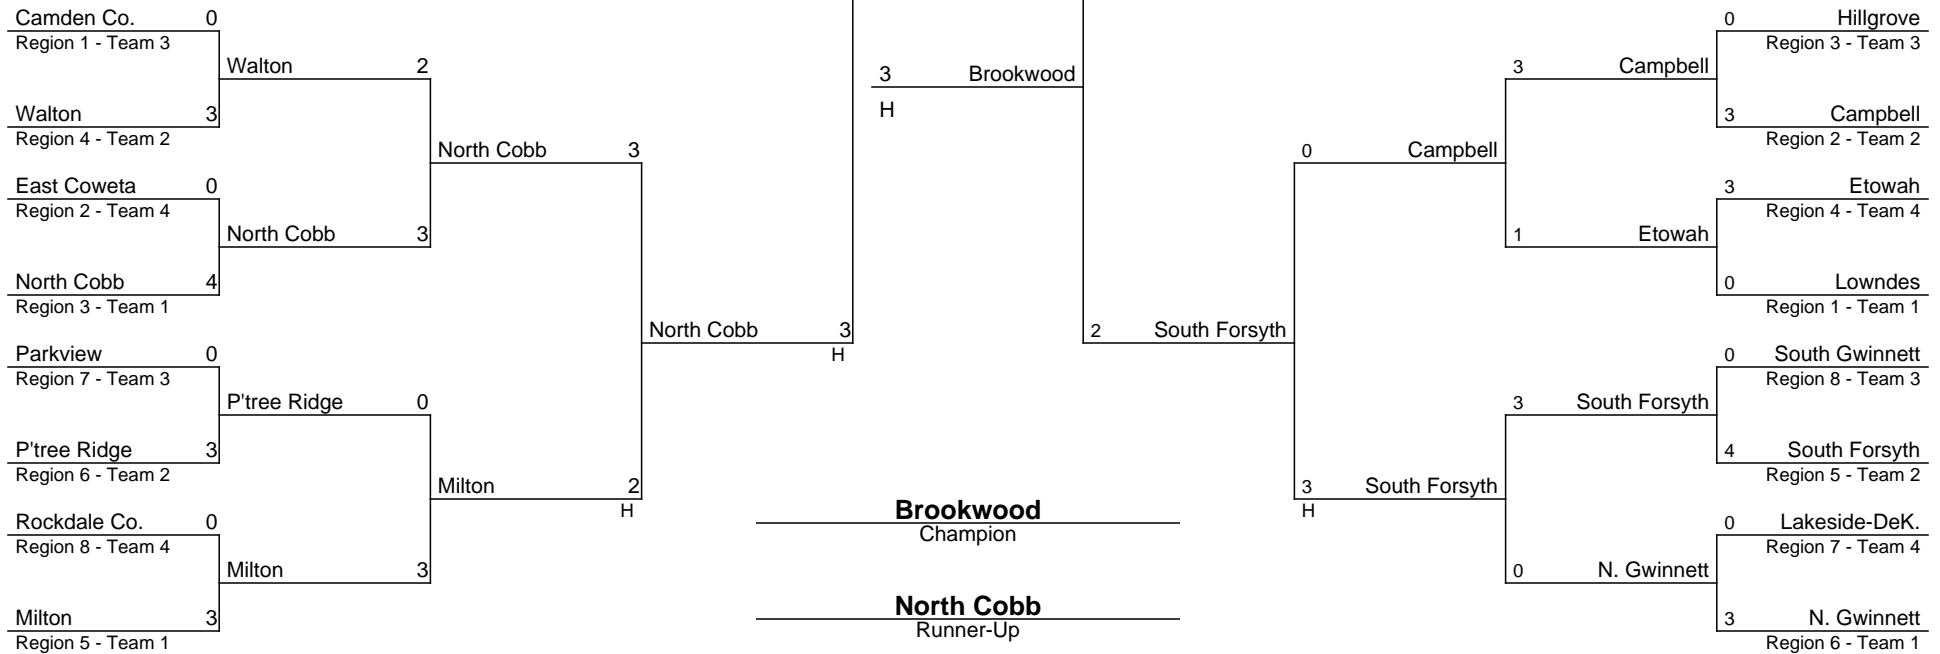 Camden Co. 0
Region 1 - Team 3
Walton 2
Walton 3
Region 4 - Team 2
North Cobb 3
East Coweta 0
Region 2 - Team 4
North Cobb 3
North Cobb 4
Region 3 - Team 1
North Cobb 3
H
Parkview 0
Region 7 - Team 3
P'tree Ridge 0
P'tree Ridge 3
Region 6 - Team 2
Milton 2
H
Rockdale Co. 0
Region 8 - Team 4
Milton 3
Milton 3
Region 5 - Team 1
3 Brookwood
H
Brookwood
Champion
North Cobb
Runner-Up
0 Hillgrove
Region 3 - Team 3
3 Campbell
3 Campbell
Region 2 - Team 2
0 Campbell
3 Etowah
Region 4 - Team 4
1 Etowah
0 Lowndes
Region 1 - Team 1
2 South Forsyth
0 South Gwinnett
Region 8 - Team 3
3 South Forsyth
4 South Forsyth
Region 5 - Team 2
3 South Forsyth
H
0 Lakeside-DeK.
Region 7 - Team 4
0 N. Gwinnett
3 N. Gwinnett
Region 6 - Team 1